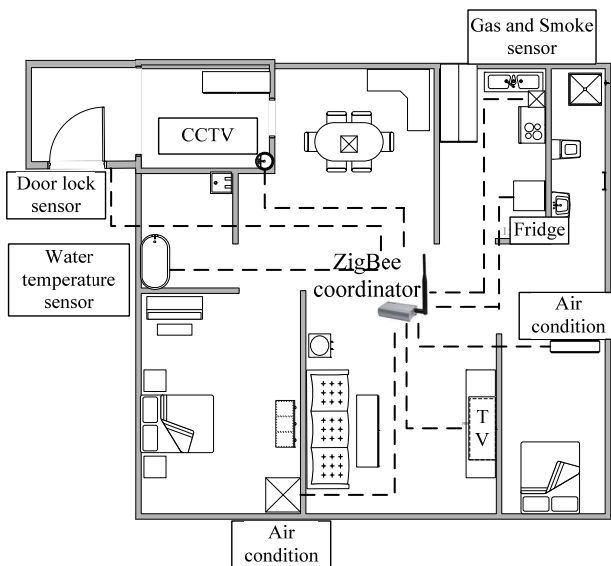 Gas and Smoke
sensor
CCTV
Door lock
sensor
Fridge
Water
temperature
sensor
ZigBee
coordinator
Air
condition
T
V
Air
condition